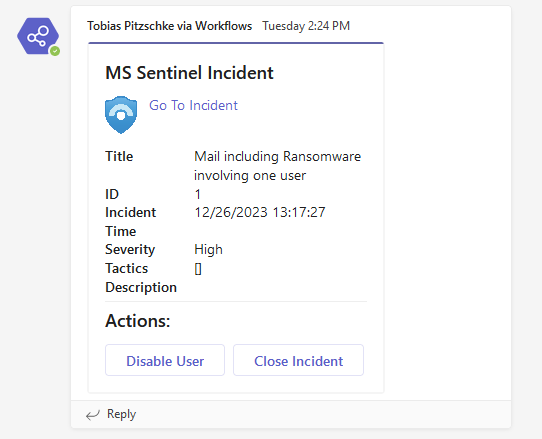 Tobias Pitzschke via Workflows Tuesday 2:24 PM
MS Sentinel Incident
Go To Incident
Title Mail including Ransomware
involving one user
ID 1
Incident 12/26/2023 13:17:27
Time
Severity High
Tactics []
Description
Actions:
Disable User Close Incident
Reply